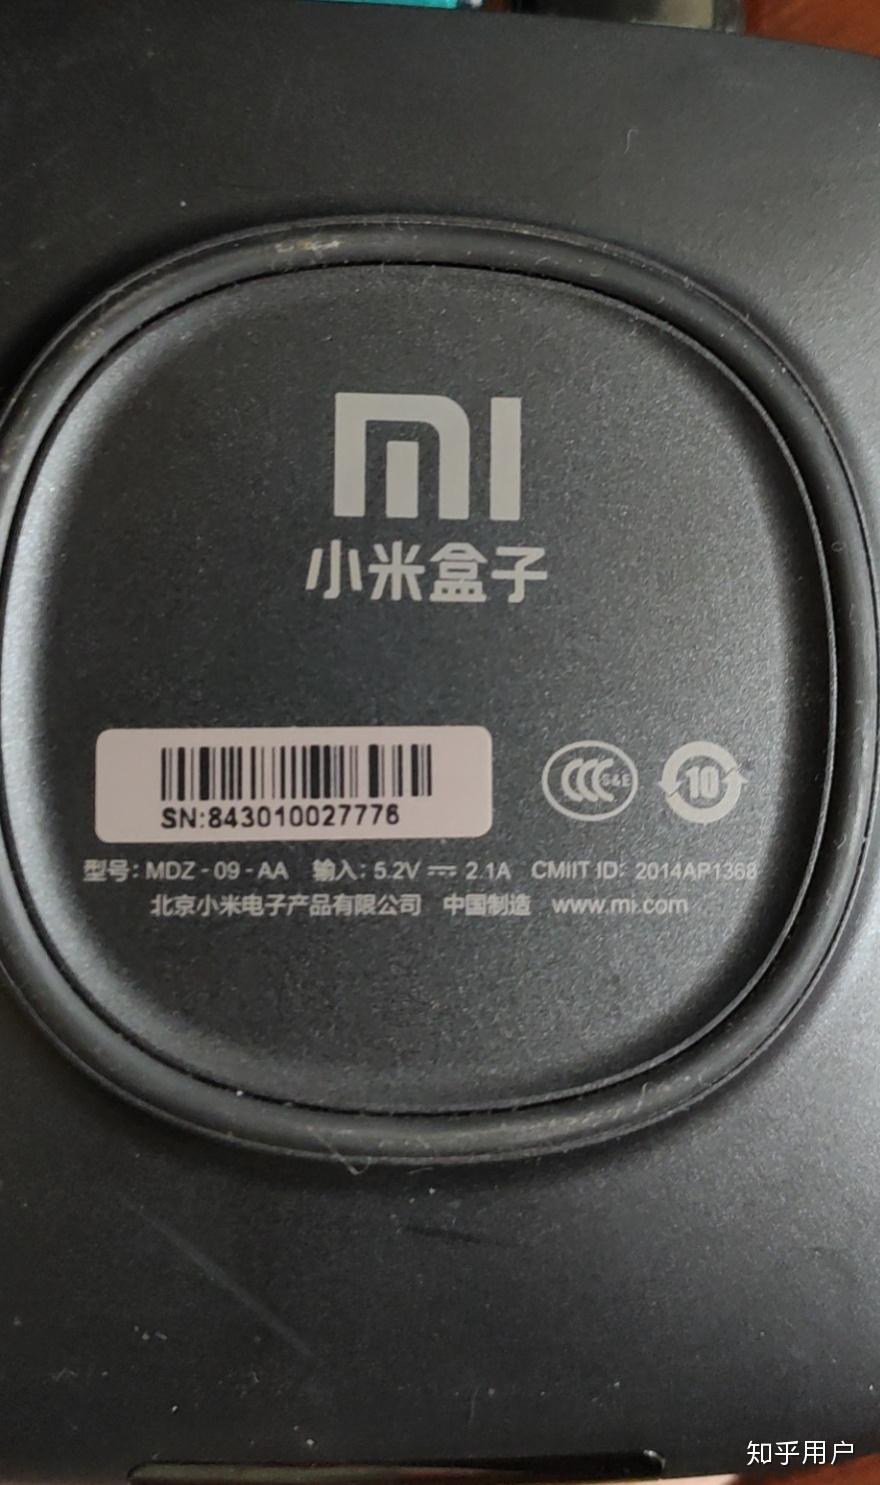 mi
小米盒子
SN:843010027776
CCC S&E
10
型号: MDZ-09-AA 输入: 5.2V ⎓ 2.1A CMIIT ID: 2014AP1368
北京小米电子产品有限公司 中国制造 www.mi.com
知乎用户